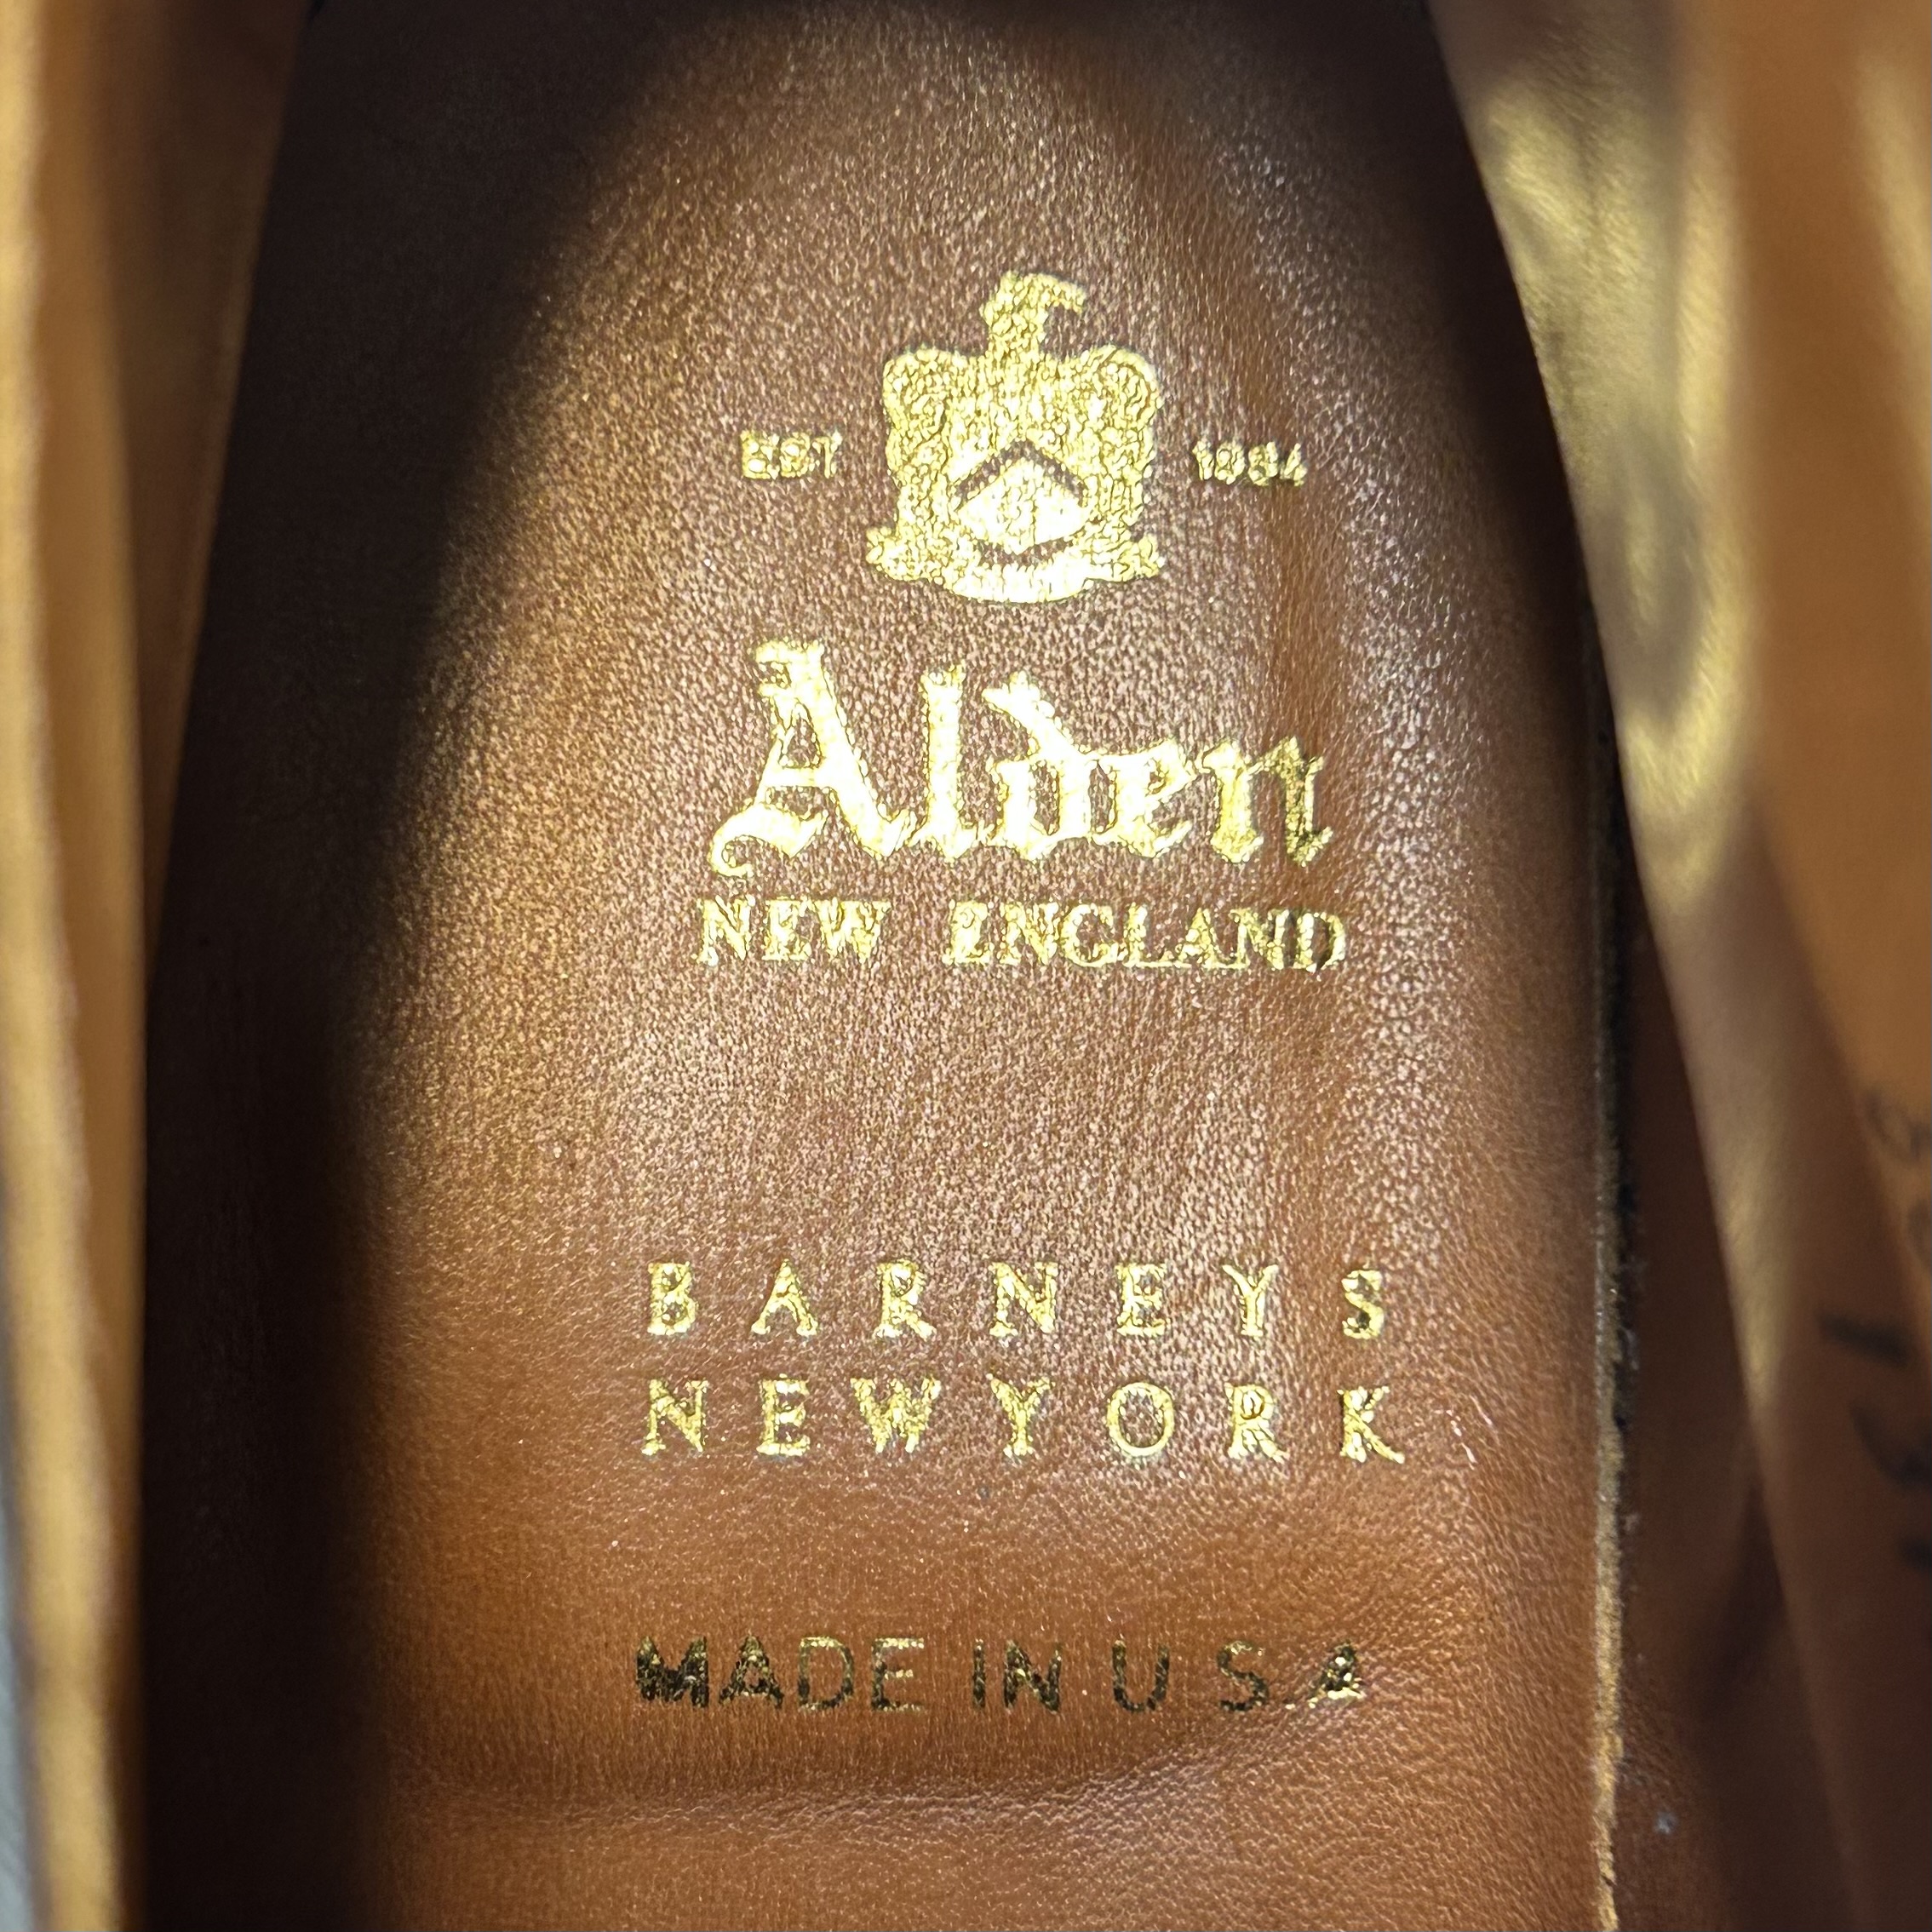 EST 1884
Alden
NEW ENGLAND
BARNEYS
NEWYORK
MADE IN U S A